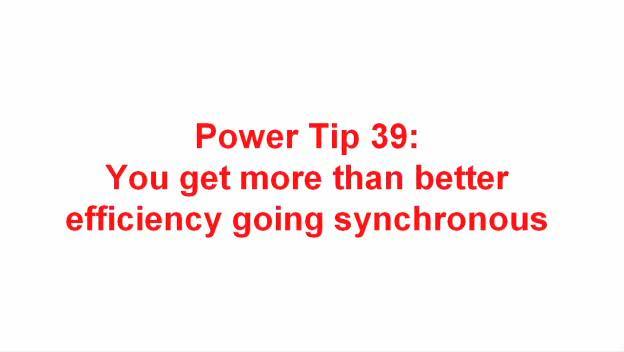 Power Tip 39:
You get more than better
efficiency going synchronous